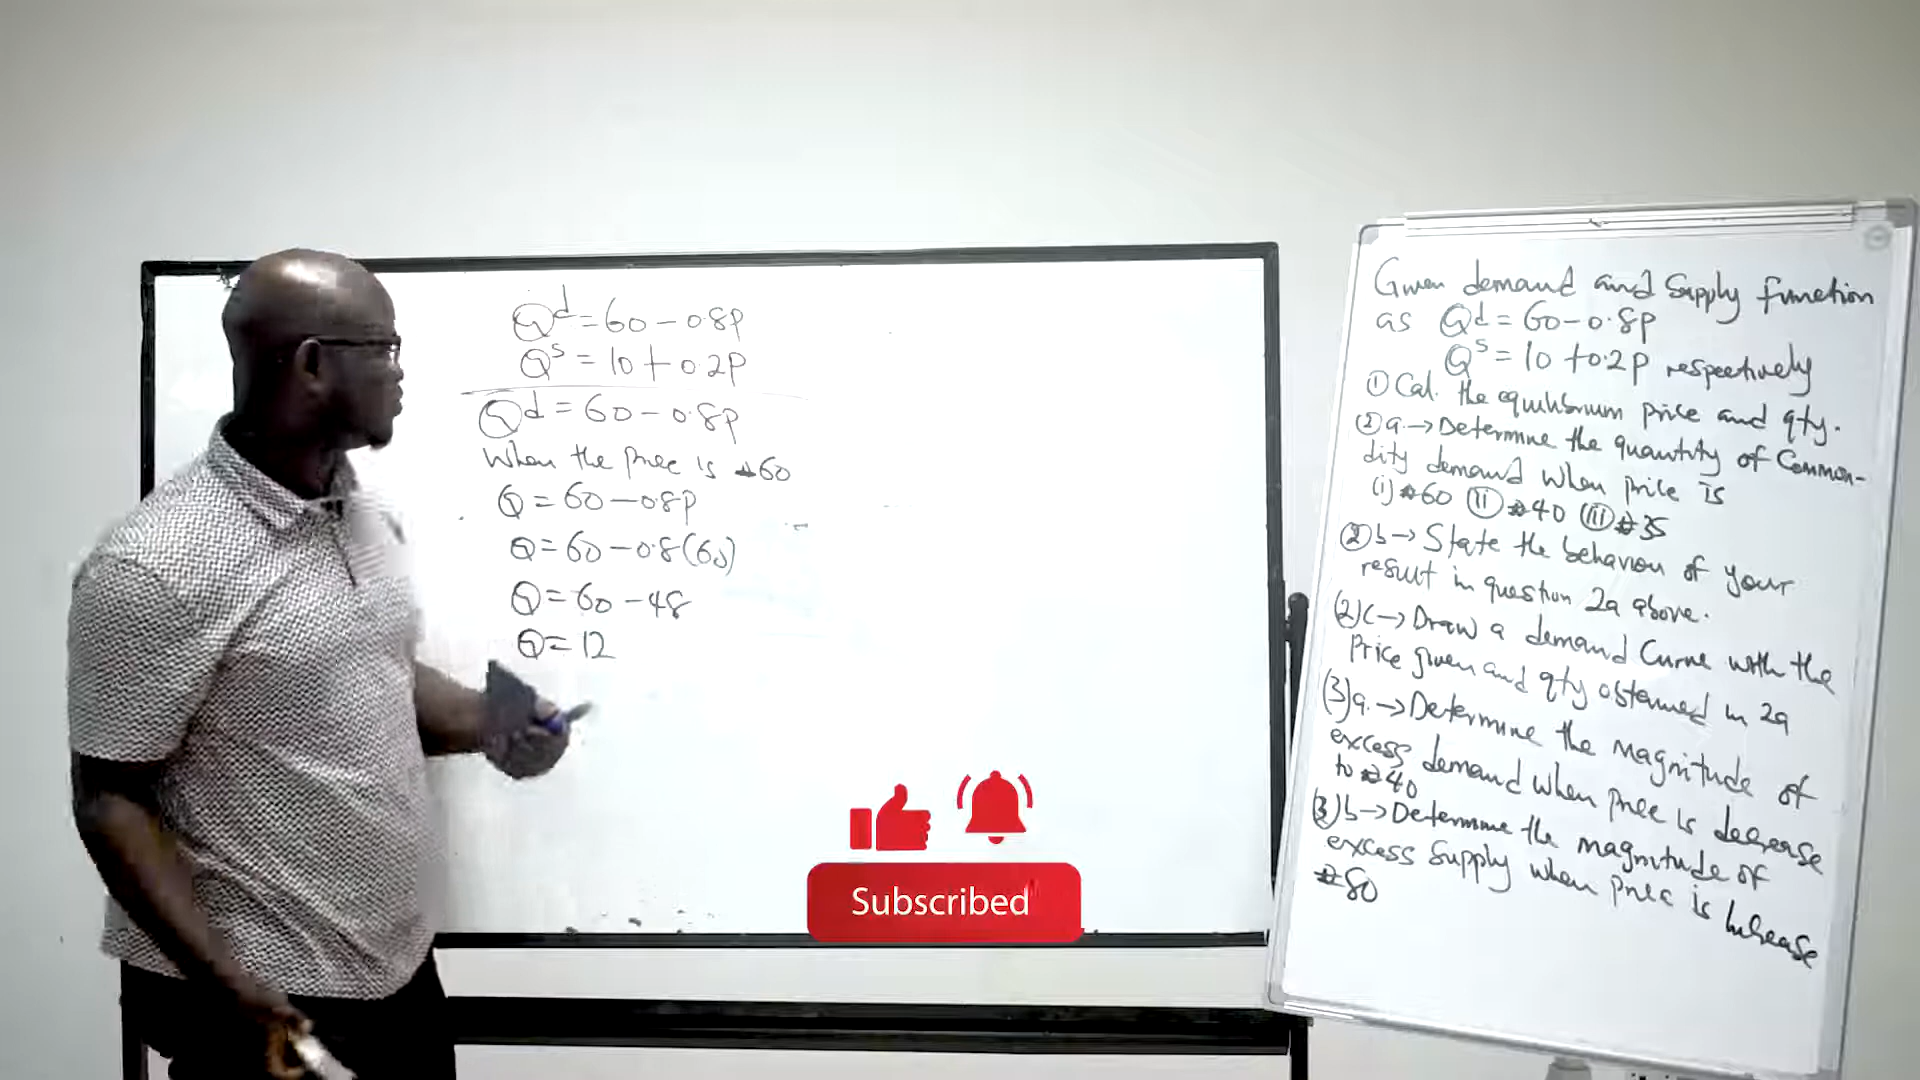 Qd = 60 - 0.8P
Qs = 10 + 0.2P
Qd = 60 - 0.8P
When the price is ₦60
Q = 60 - 0.8P
Q = 60 - 0.8(60)
Q = 60 - 48
Q = 12
Subscribed
Given demand and Supply function
as Qd = 60 - 0.8P
Qs = 10 + 0.2P respectively
① Cal. the equilibrium price and qty.
② a → Determine the quantity of Common-
dity demand when price is
(i) ₦60 (ii) ₦40 (iii) ₦35
② b → State the behaviour of your
result in question 2a above.
(2)c → Draw a demand Curve with the
Price given and qty obtained in 2a
(3)a. → Determine the magnitude of
excess demand when price is decrease
to ₦40
(3)b → Determine the magnitude of
excess Supply when price is increase
₦80